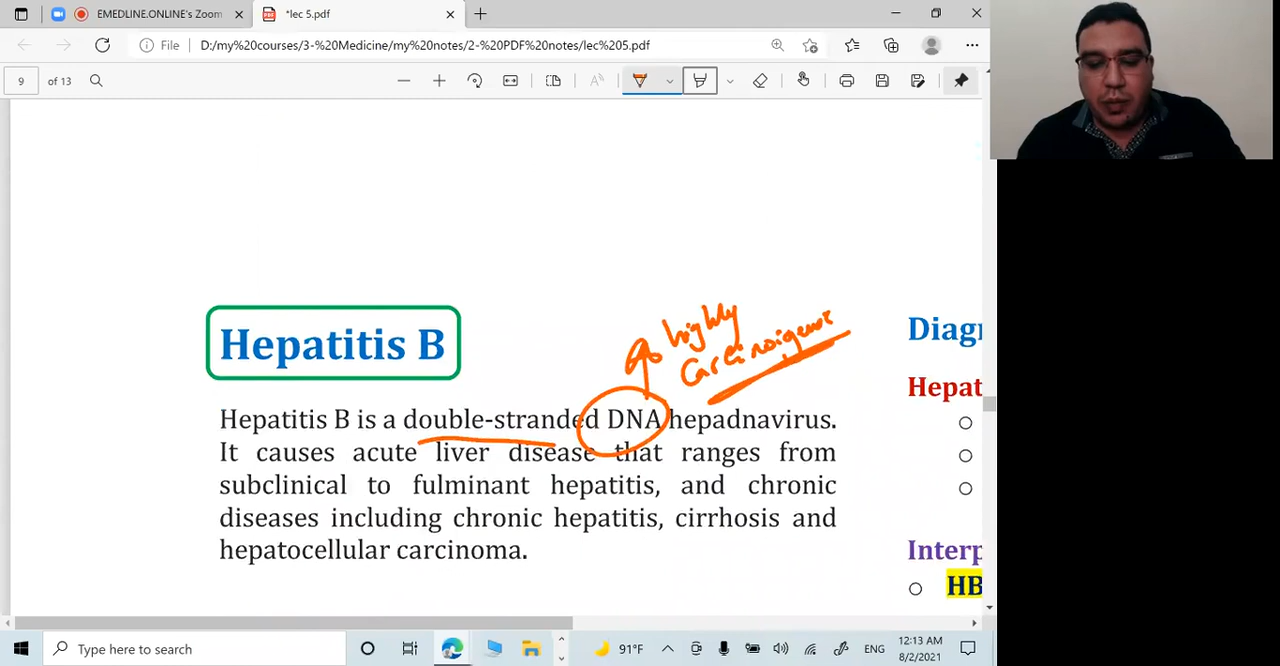 EMEDLINE.ONLINE's Zoom
*lec 5.pdf
File
D:/my%20courses/3-%20Medicine/my%20notes/2-%20PDF%20notes/lec%205.pdf
9
of 13
highly
Hepatitis B
Diagn
Hepat
Hepatitis B is a double-stranded DNA hepadnavirus.
It causes acute liver disease that ranges from
subclinical to fulminant hepatitis, and chronic
diseases including chronic hepatitis, cirrhosis and
hepatocellular carcinoma.
Interp
HB
Type here to search
91°F
ENG
12:13 AM
8/2/2021